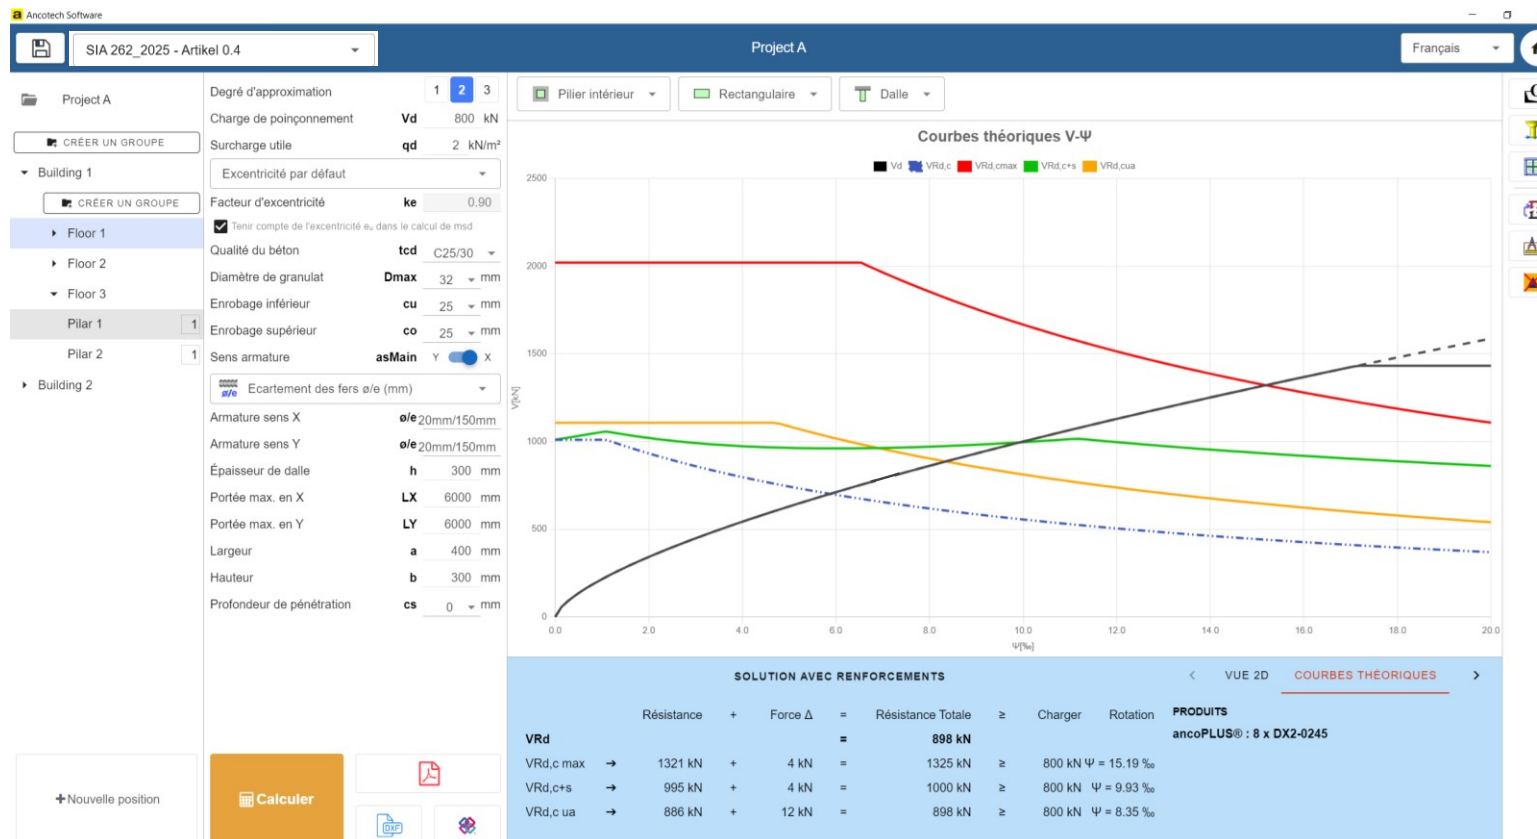 a Ancotech Software
SIA 262_2025 - Artikel 0.4
Project A
Français
Project A
CRÉER UN GROUPE
Building 1
CRÉER UN GROUPE
Floor 1
Floor 2
Floor 3
Pilar 1 1
Pilar 2 1
Building 2
+Nouvelle position
Degré d'approximation 1 2 3
Charge de poinçonnement Vd 800 kN
Surcharge utile qd 2 kN/m²
Excentricité par défaut
Facteur d'excentricité ke 0.90
Tenir compte de l'excentricité eᵤ dans le calcul de msd
Qualité du béton tcd C25/30
Diamètre de granulat Dmax 32 mm
Enrobage inférieur cu 25 mm
Enrobage supérieur co 25 mm
Sens armature asMain Y X
ø/e Ecartement des fers ø/e (mm)
Armature sens X ø/e 20mm/150mm
Armature sens Y ø/e 20mm/150mm
Épaisseur de dalle h 300 mm
Portée max. en X LX 6000 mm
Portée max. en Y LY 6000 mm
Largeur a 400 mm
Hauteur b 300 mm
Profondeur de pénétration cs 0 mm
Calculer
DXF
Pilier intérieur
Rectangulaire
Dalle
Courbes théoriques V-Ψ
Vd VRd,c VRd,cmax VRd,c+s VRd,cua
2500
2000
1500
1000
500
0
V[kN]
0.0 2.0 4.0 6.0 8.0 10.0 12.0 14.0 16.0 18.0 20.0
Ψ[‰]
SOLUTION AVEC RENFORCEMENTS
Résistance + Force Δ = Résistance Totale ≥ Charger Rotation
VRd = 898 kN
VRd,c max → 1321 kN + 4 kN = 1325 kN ≥ 800 kN Ψ = 15.19 ‰
VRd,c+s → 995 kN + 4 kN = 1000 kN ≥ 800 kN Ψ = 9.93 ‰
VRd,c ua → 886 kN + 12 kN = 898 kN ≥ 800 kN Ψ = 8.35 ‰
< VUE 2D COURBES THÉORIQUES >
PRODUITS
ancoPLUS® : 8 x DX2-0245